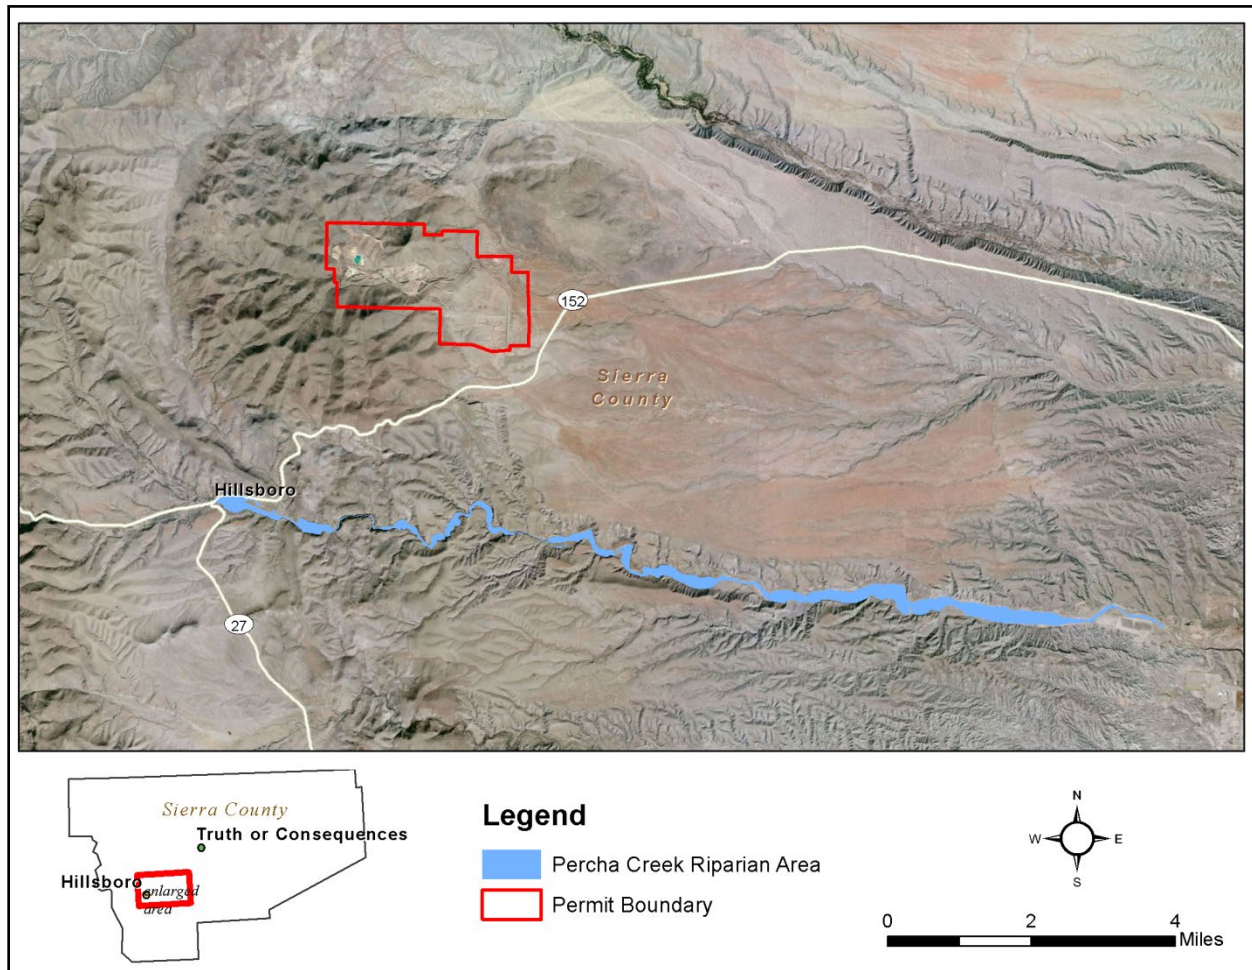 152
Sierra
County
Hillsboro
27
Sierra County
Truth or Consequences
Hillsboro
enlarged
area
Legend
Percha Creek Riparian Area
Permit Boundary
N
W E
S
0 2 4
Miles